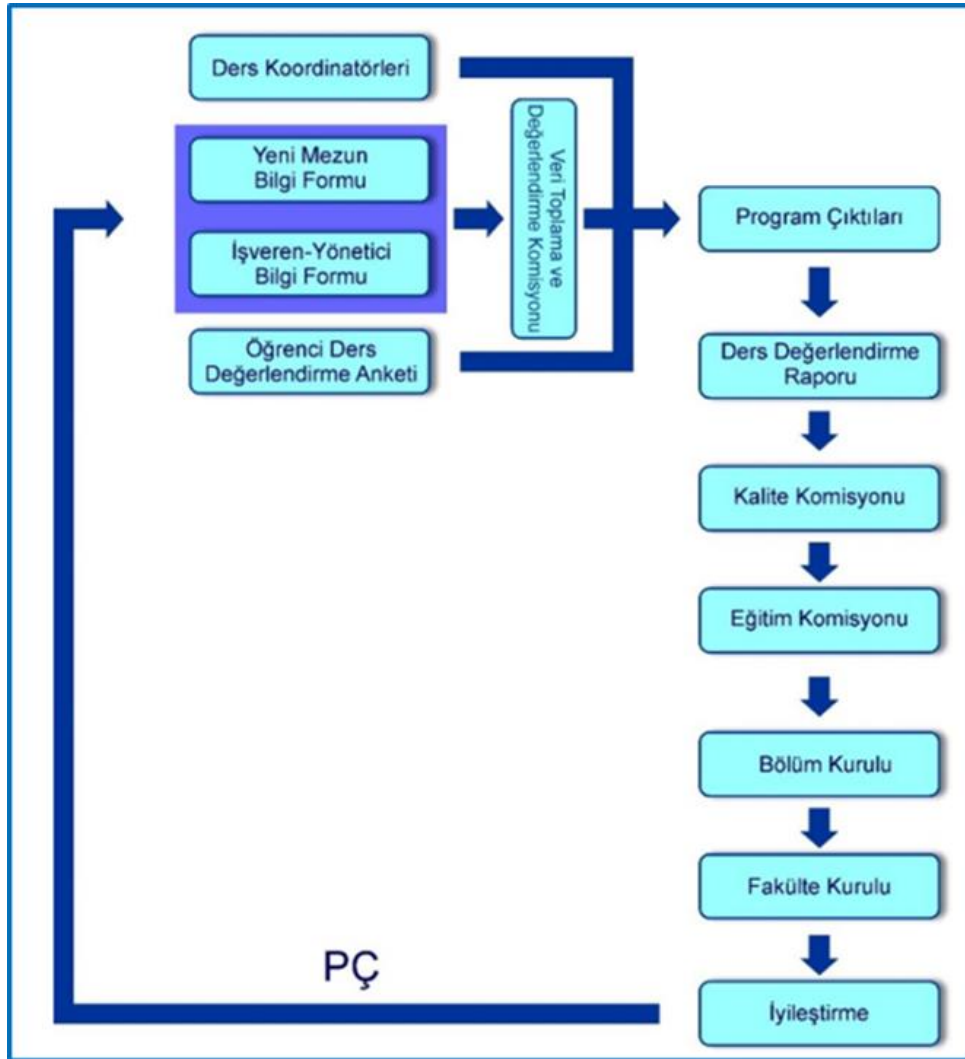 Ders Koordinatörleri
Yeni Mezun
Bilgi Formu
İşveren-Yönetici
Bilgi Formu
Öğrenci Ders
Değerlendirme Anketi
Veri Toplama ve
Değerlendirme Komisyonu
Program Çıktıları
Ders Değerlendirme
Raporu
Kalite Komisyonu
Eğitim Komisyonu
Bölüm Kurulu
Fakülte Kurulu
İyileştirme
PÇ